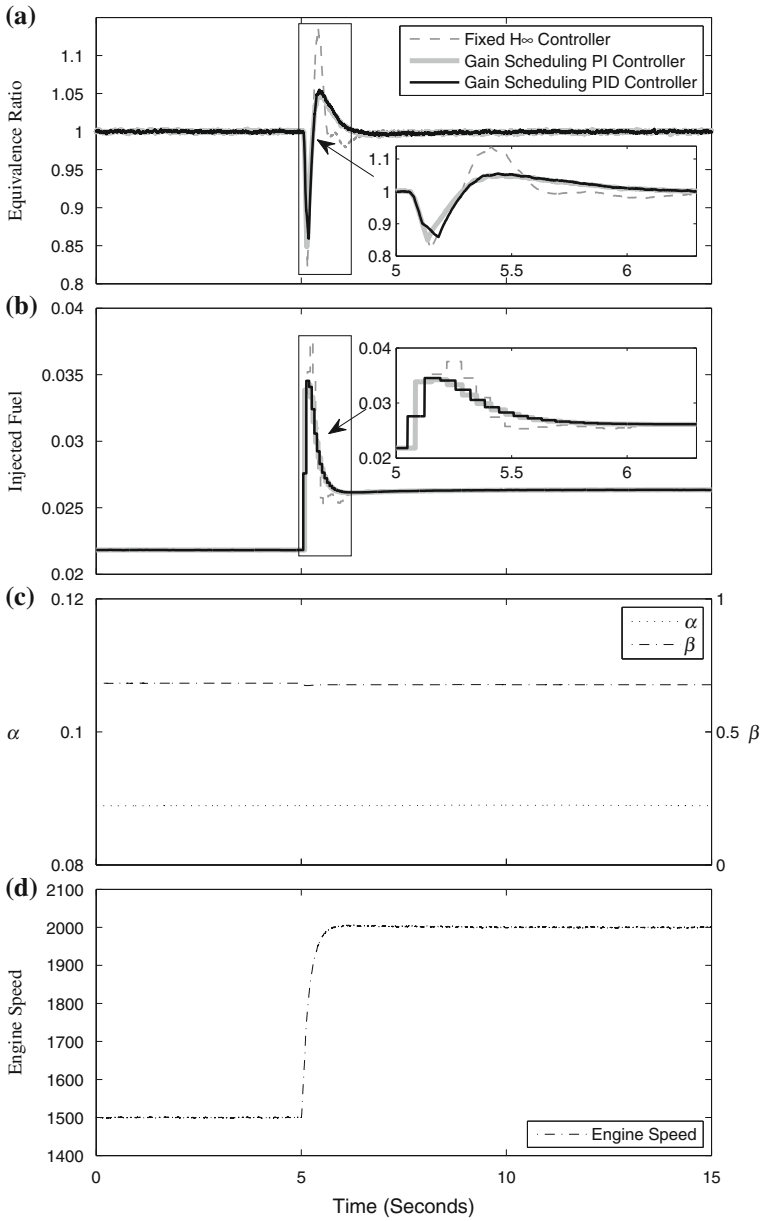 (a)
1.1
1.05
1
0.95
0.9
0.85
0.8
Equivalence Ratio
Fixed H∞ Controller
Gain Scheduling PI Controller
Gain Scheduling PID Controller
1.1
1
0.9
0.8
5
5.5
6
0
5
10
15
(b)
0.04
0.035
0.03
0.025
0.02
Injected Fuel
0.04
0.03
0.02
5
5.5
6
(c)
0.12
0.1
0.08
α
α
β
1
0.5
0
β
(d)
2100
2000
1900
1800
1700
1600
1500
1400
Engine Speed
Engine Speed
0
5
10
15
Time (Seconds)